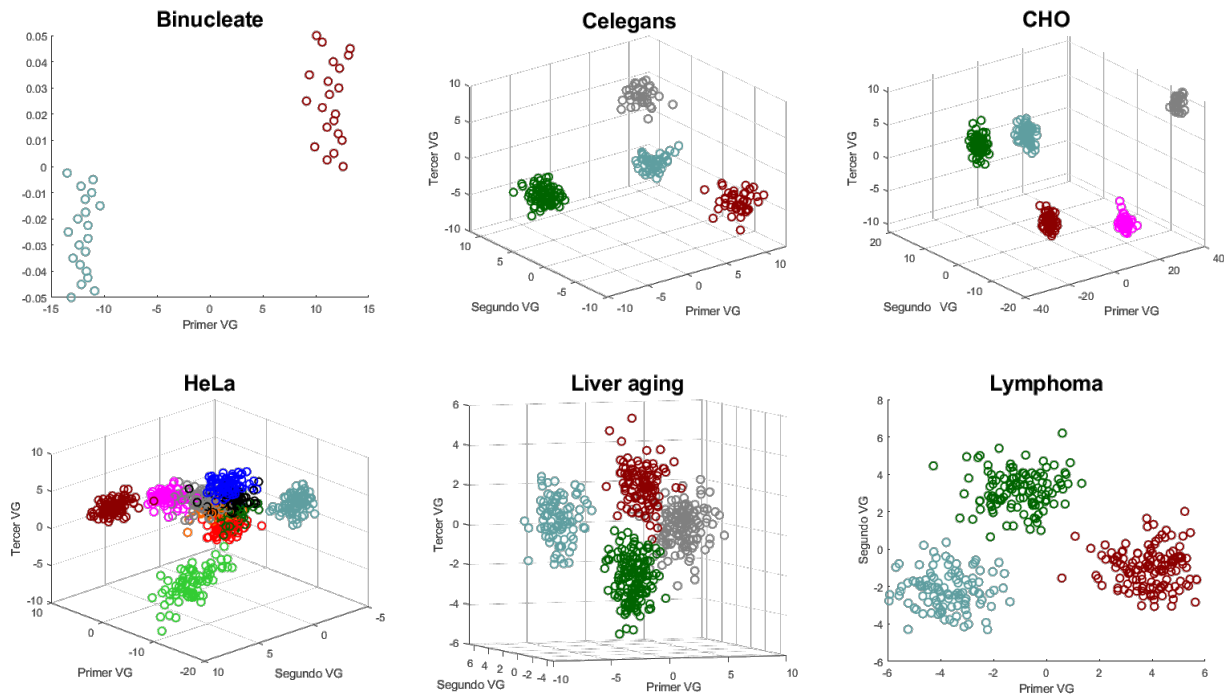 Binucleate
0.05
0.04
0.03
0.02
0.01
0
-0.01
-0.02
-0.03
-0.04
-0.05
-15 -10 -5 0 5 10 15
Primer VG
Celegans
Tercer VG
10
5
0
-5
-10
10 5 0 -5 -10
Segundo VG
-10 -5 0 5 10
Primer VG
CHO
Tercer VG
10
5
0
-5
-10
20 10 0 -10 -20
Segundo VG
-40 -20 0 20 40
Primer VG
HeLa
Tercer VG
10
5
0
-5
-10
10 0 -10 -20
Primer VG
10 5 0 -5
Segundo VG
Liver aging
Tercer VG
6
4
2
0
-2
-4
-6
6 4 2 0 -2 -4
Segundo VG
-10 -5 0 5 10
Primer VG
Lymphoma
Segundo VG
8
6
4
2
0
-2
-4
-6
-6 -4 -2 0 2 4 6
Primer VG